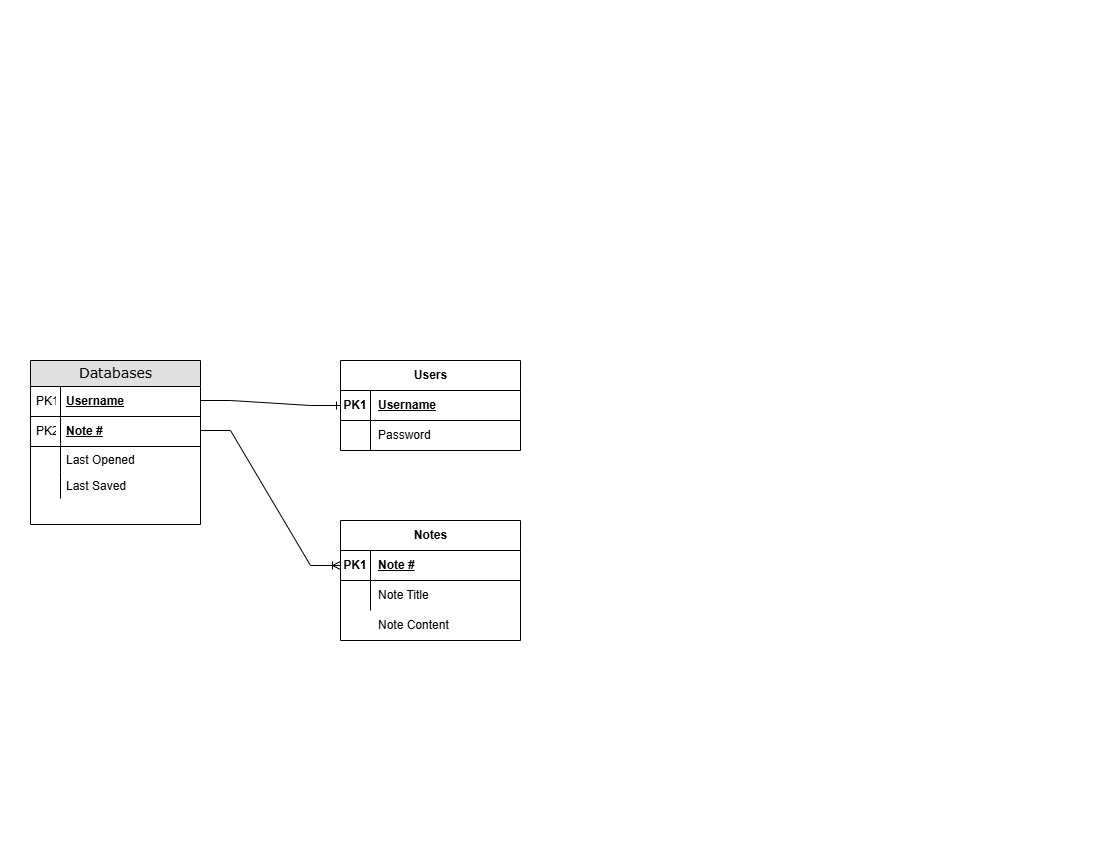 Databases
PK1 Username
PK2 Note #
Last Opened
Last Saved
Users
PK1 Username
Password
Notes
PK1 Note #
Note Title
Note Content